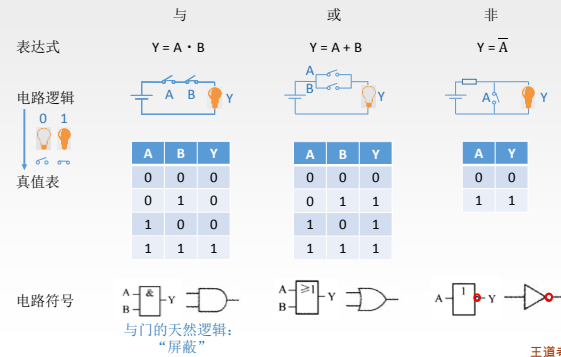 与 或 非
表达式 Y = A · B Y = A + B Y = A̅
电路逻辑 A B Y A B Y A Y
0 1
真值表
A B Y A B Y A Y
0 0 0 0 0 0 0 0
0 1 0 0 1 1 1 1
1 0 0 1 0 1
1 1 1 1 1 1
电路符号 A B & Y A B ≥1 Y A 1 Y
与门的天然逻辑：
“屏蔽”